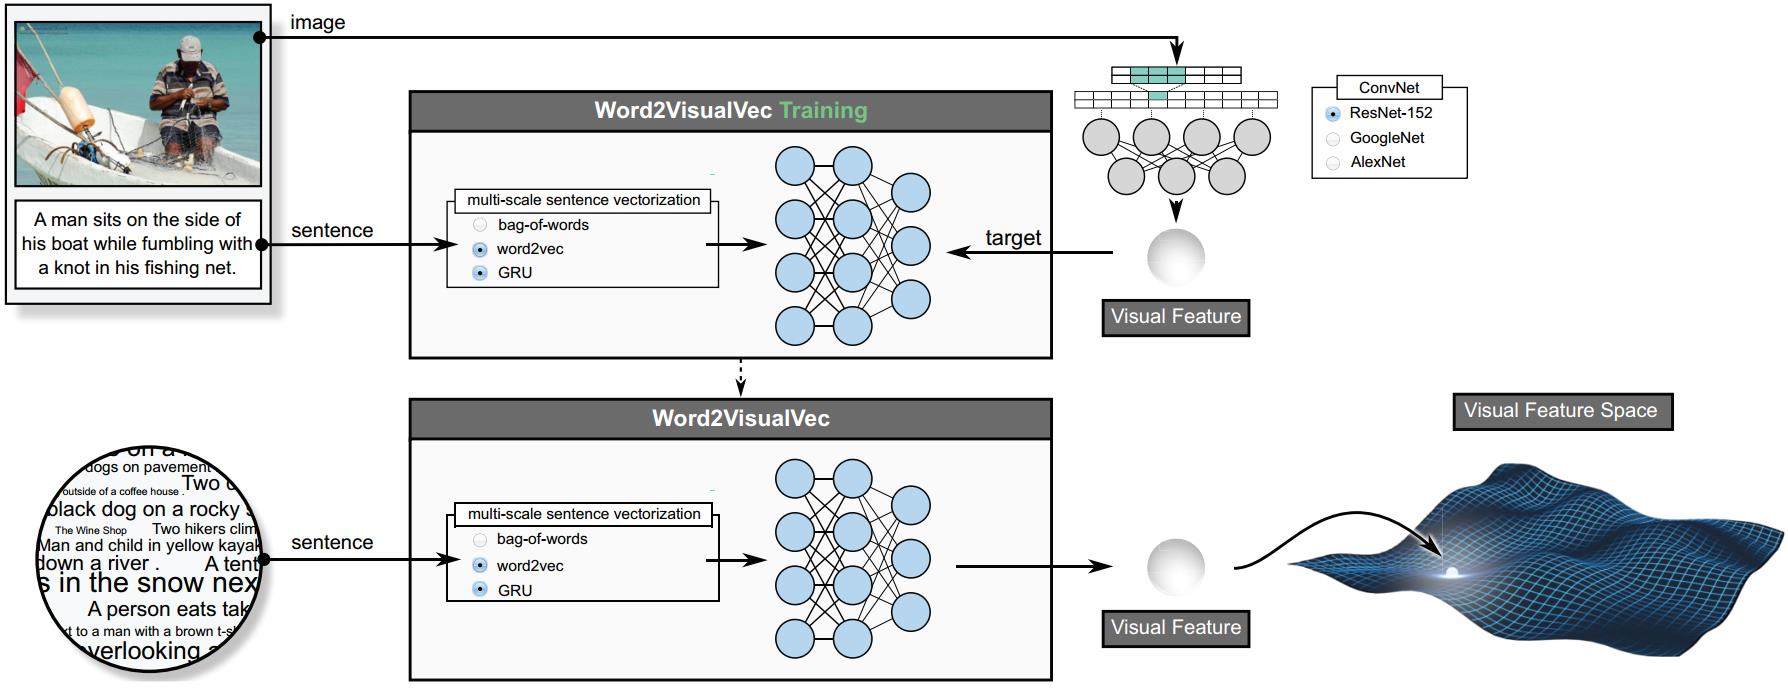 image
Word2VisualVec Training
ConvNet
ResNet-152
GoogleNet
AlexNet
multi-scale sentence vectorization
bag-of-words
word2vec
GRU
A man sits on the side of
his boat while fumbling with
a knot in his fishing net.
sentence
target
Visual Feature
Word2VisualVec
Visual Feature Space
dogs on pavement
outside of a coffee house .
Two
black dog on a rocky
The Wine Shop
Two hikers clim
Man and child in yellow kayak
down a river .
A tent
s in the snow nex
A person eats tak
xt to a man with a brown t-s
overlooking
sentence
multi-scale sentence vectorization
bag-of-words
word2vec
GRU
Visual Feature